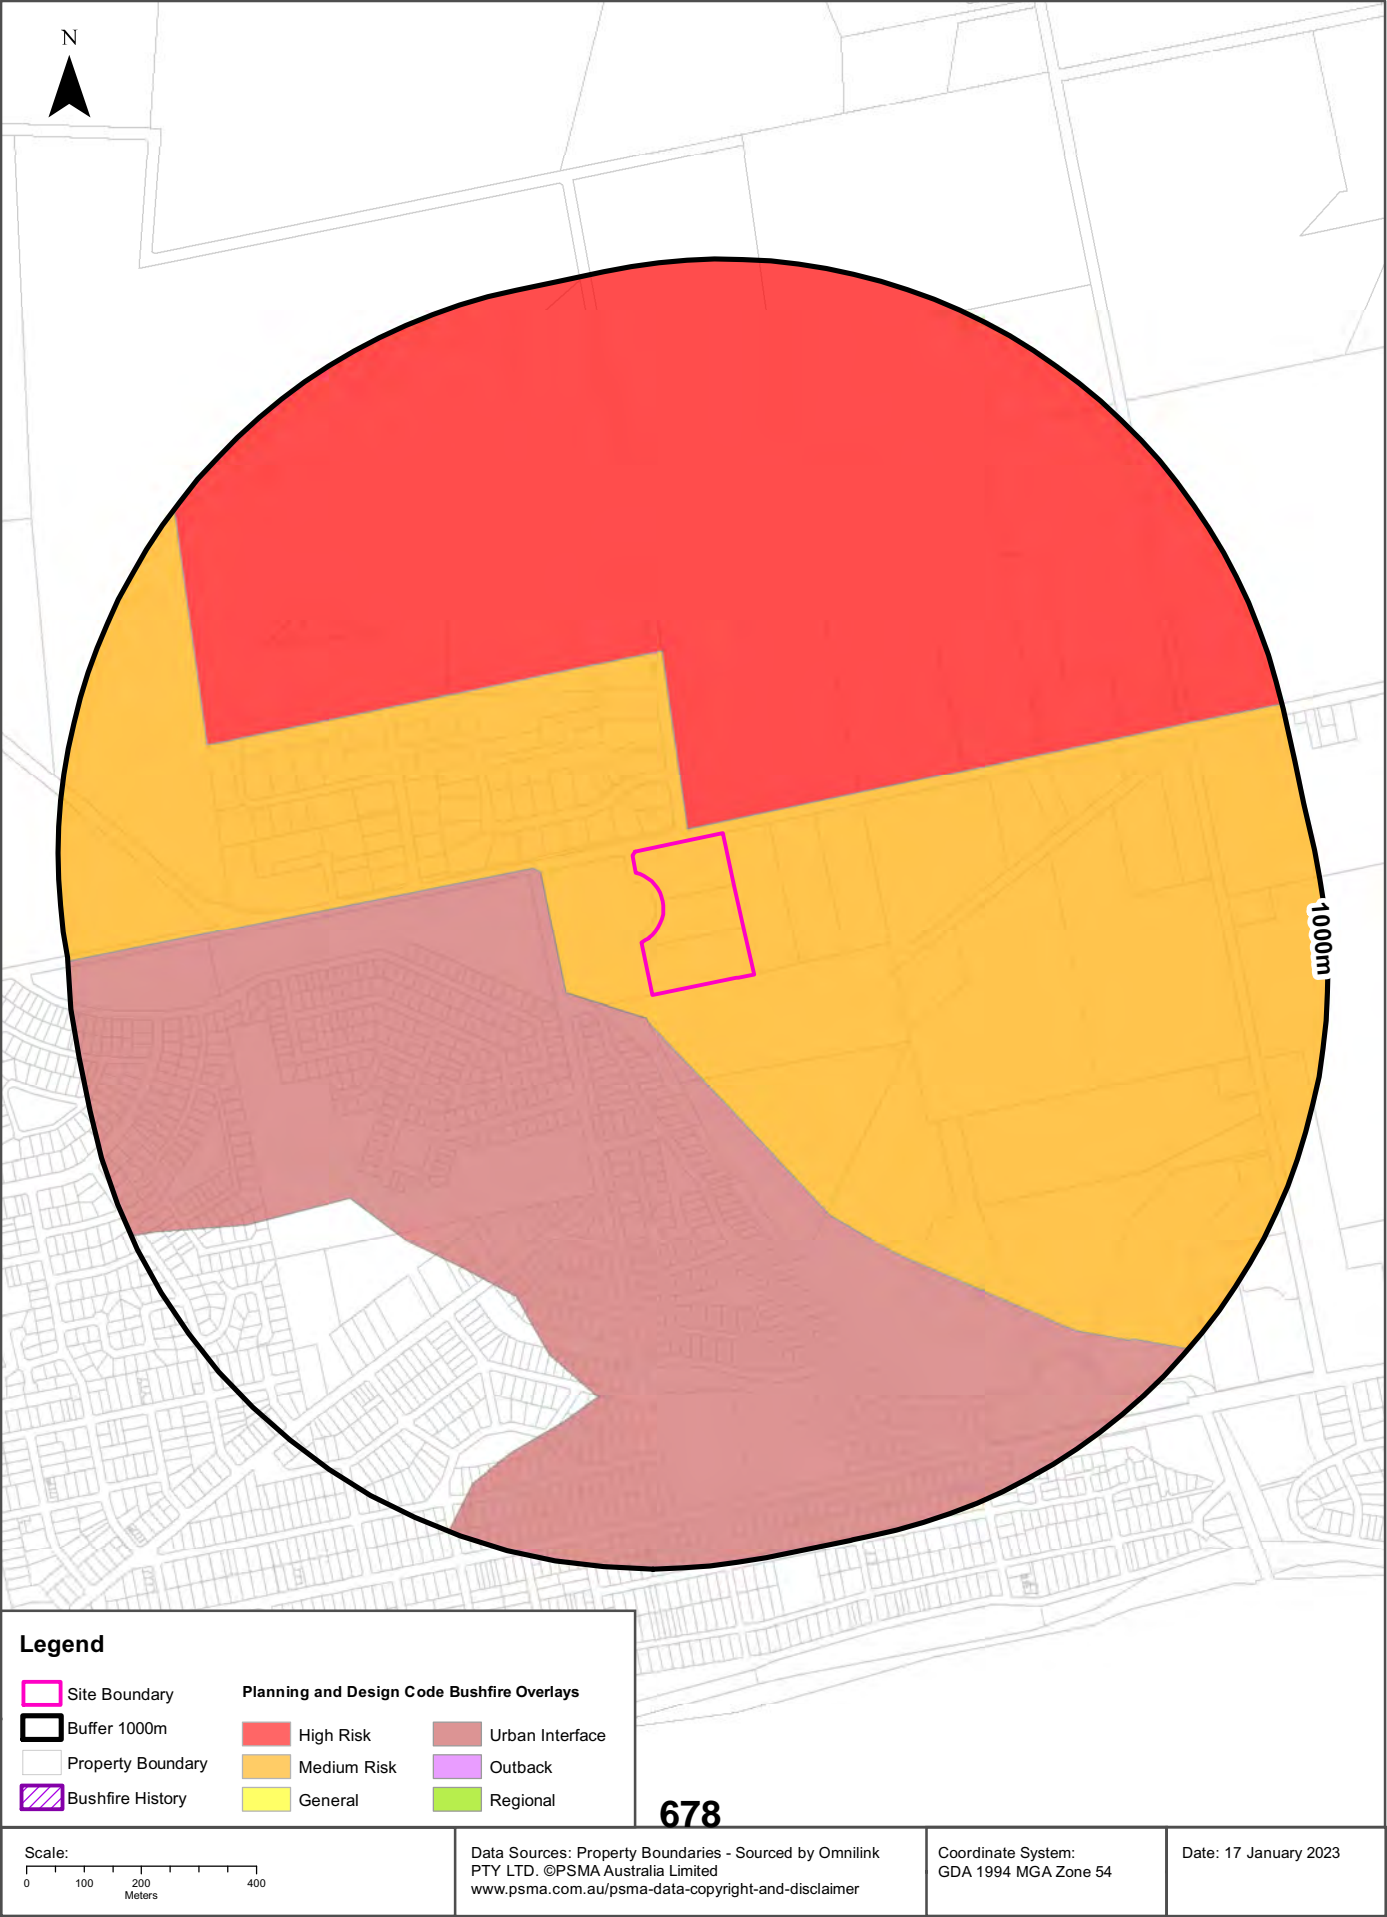 N
1000m
Legend
Site Boundary
Buffer 1000m
Property Boundary
Bushfire History
Planning and Design Code Bushfire Overlays
High Risk
Medium Risk
General
Urban Interface
Outback
Regional
678
Scale:
0 100 200 400
Meters
Data Sources: Property Boundaries - Sourced by Omnilink
PTY LTD. ©PSMA Australia Limited
www.psma.com.au/psma-data-copyright-and-disclaimer
Coordinate System:
GDA 1994 MGA Zone 54
Date: 17 January 2023